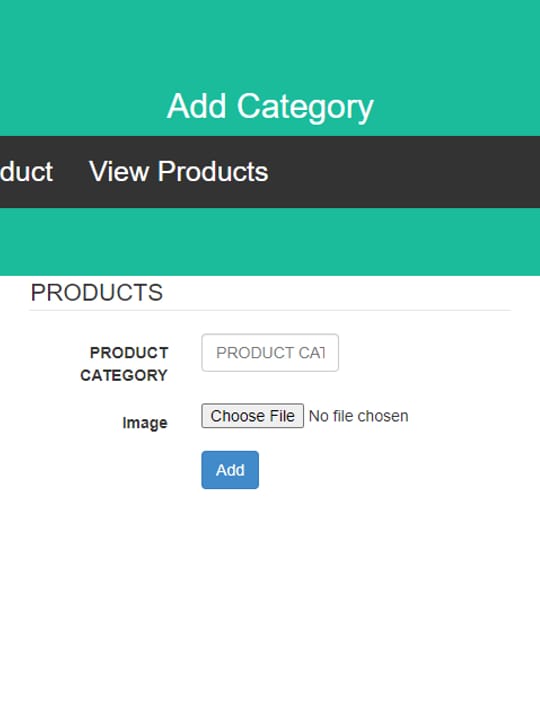 Add Category
duct View Products
PRODUCTS
PRODUCT
CATEGORY
PRODUCT CAT
Image
Choose File No file chosen
Add